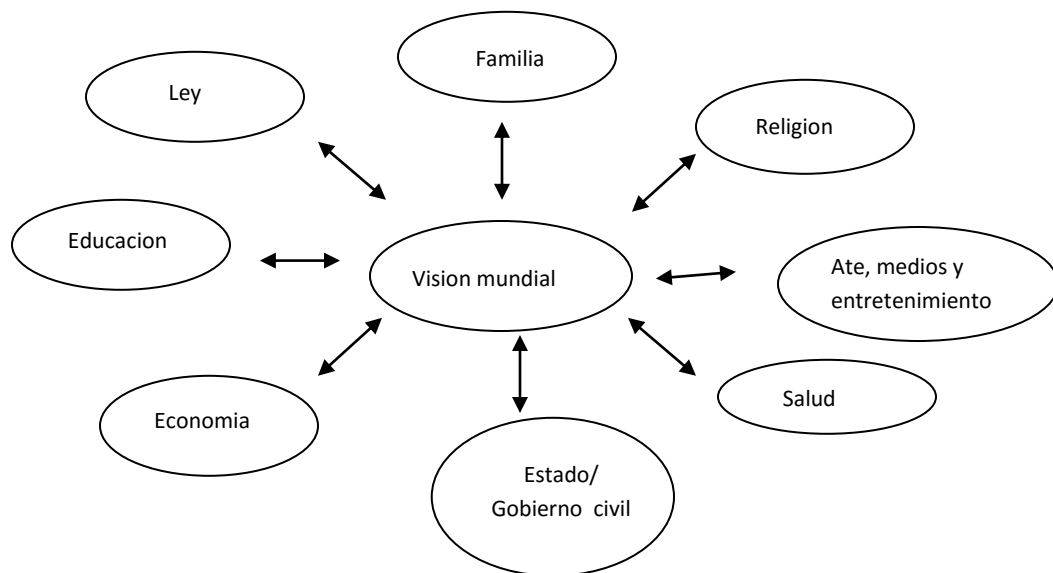 Familia
Ley
Religion
Educacion
Vision mundial
Ate, medios y
entretenimiento
Economia
Salud
Estado/
Gobierno civil